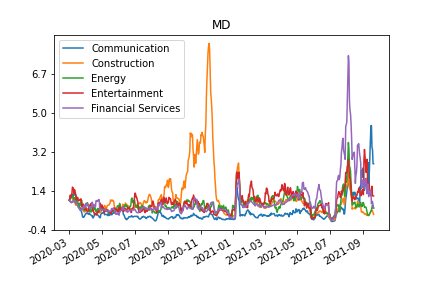 MD
Communication
Construction
Energy
Entertainment
Financial Services
6.7
5.0
3.2
1.4
-0.4
2020-03
2020-05
2020-07
2020-09
2020-11
2021-01
2021-03
2021-05
2021-07
2021-09